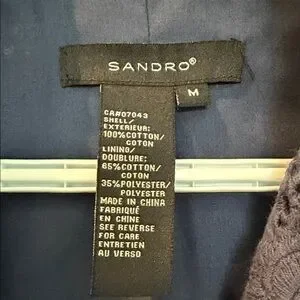 SANDRO®
M
CA#07043
SHELL/
EXTERIEUR:
100%COTTON/
COTON
LINING/
DOUBLURE:
65%COTTON/
COTON
35%POLYESTER/
POLYESTER
MADE IN CHINA
FABRIQUÉ
EN CHINE
SEE REVERSE
FOR CARE
ENTRETIEN
AU VERSO